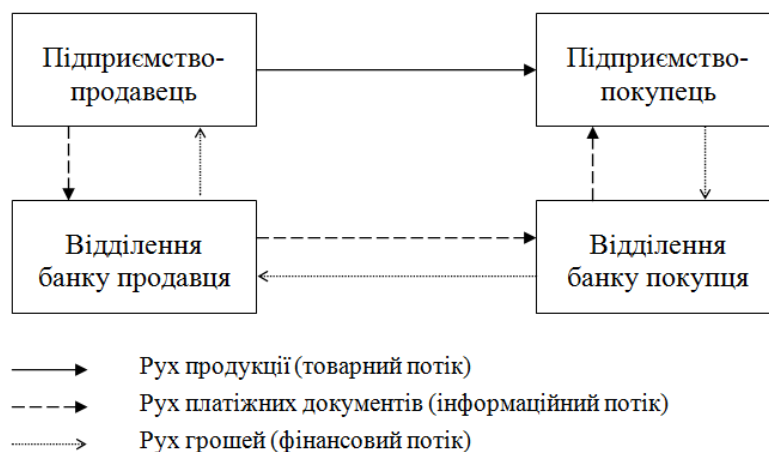 Підприємство-
продавець
Підприємство-
покупець
Відділення
банку продавця
Відділення
банку покупця
Рух продукції (товарний потік)
Рух платіжних документів (інформаційний потік)
Рух грошей (фінансовий потік)